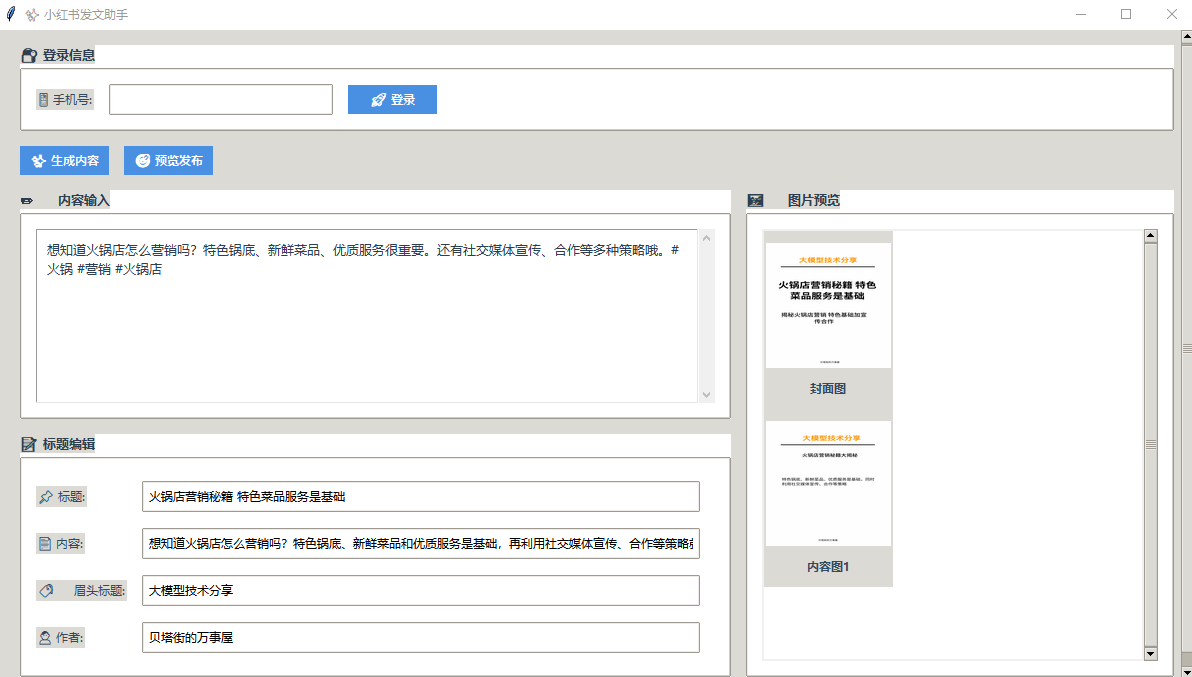 小红书发文助手
登录信息
手机号:
登录
生成内容
预览发布
内容输入
想知道火锅店怎么营销吗？特色锅底、新鲜菜品、优质服务很重要。还有社交媒体宣传、合作等多种策略哦。#
火锅 #营销 #火锅店
标题编辑
标题:
火锅店营销秘籍 特色菜品服务是基础
内容:
想知道火锅店怎么营销吗？特色锅底、新鲜菜品和优质服务是基础，再利用社交媒体宣传、合作等策略
眉头标题:
大模型技术分享
作者:
贝塔街的万事屋
图片预览
大模型技术分享
火锅店营销秘籍 特色
菜品服务是基础
揭秘火锅店营销 特色基础加宣
传合作
封面图
大模型技术分享
火锅店营销秘籍大揭秘
特色锅底、新鲜菜品、优质服务是基础。同时
利用社交媒体宣传、合作等策略
内容图1